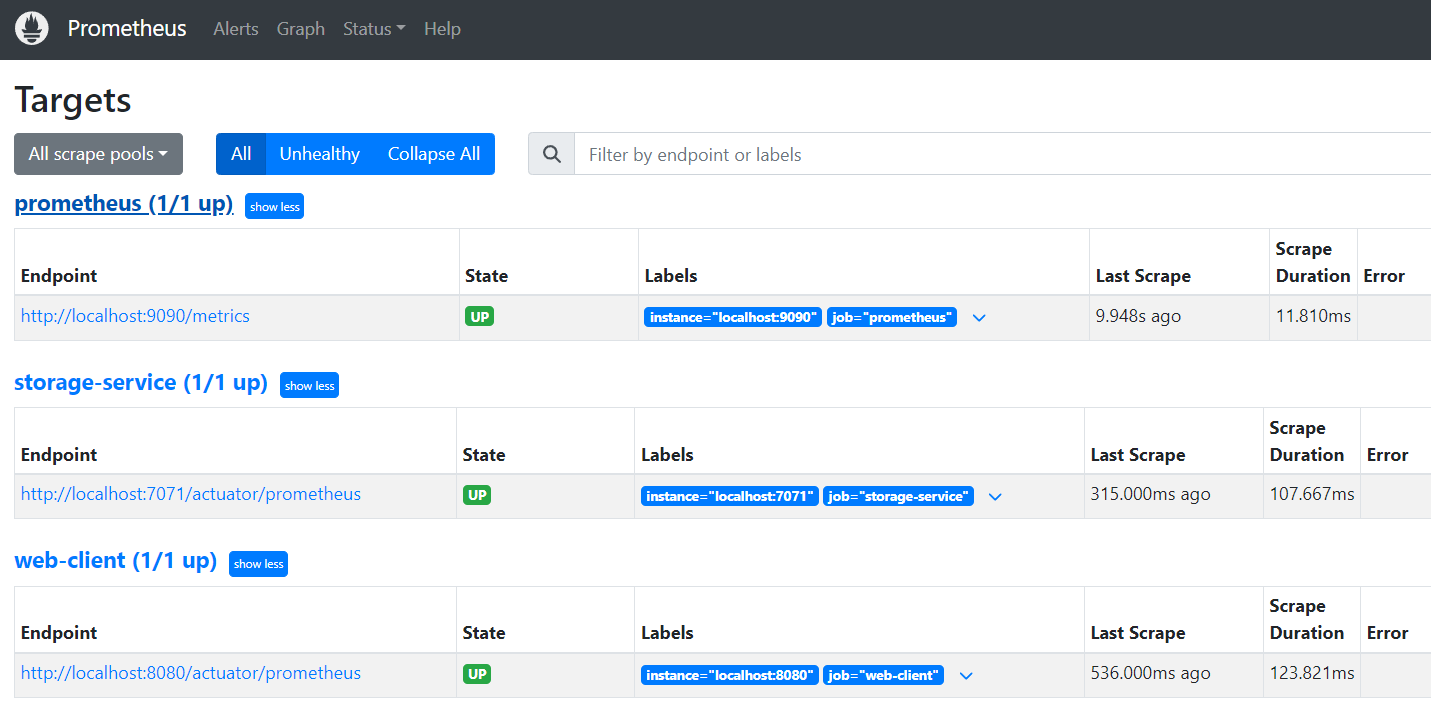 Prometheus Alerts Graph Status Help
Targets
All scrape pools All Unhealthy Collapse All Filter by endpoint or labels
prometheus (1/1 up) show less
Endpoint State Labels Last Scrape Scrape Duration Error
http://localhost:9090/metrics UP instance="localhost:9090" job="prometheus" 9.948s ago 11.810ms
storage-service (1/1 up) show less
Endpoint State Labels Last Scrape Scrape Duration Error
http://localhost:7071/actuator/prometheus UP instance="localhost:7071" job="storage-service" 315.000ms ago 107.667ms
web-client (1/1 up) show less
Endpoint State Labels Last Scrape Scrape Duration Error
http://localhost:8080/actuator/prometheus UP instance="localhost:8080" job="web-client" 536.000ms ago 123.821ms